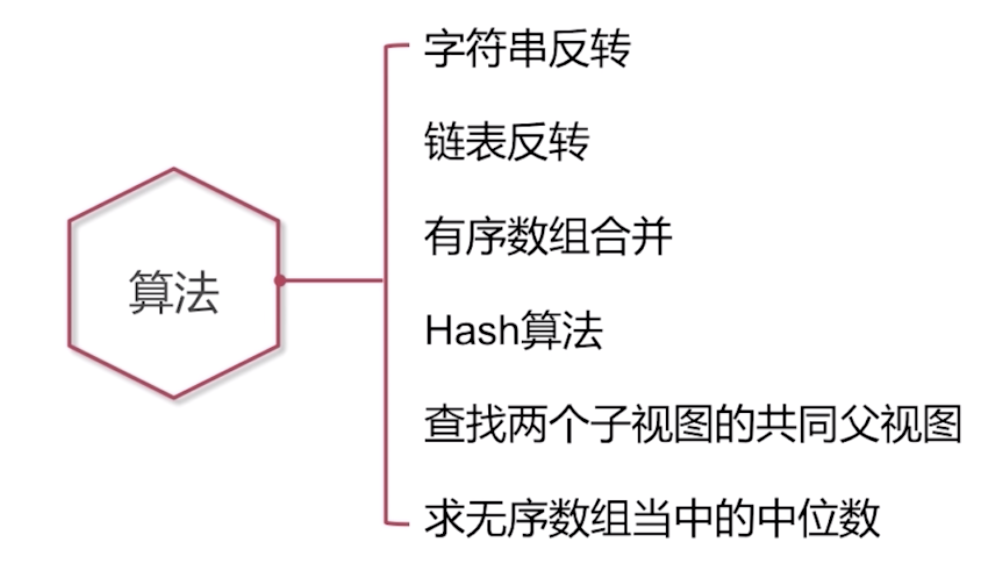 算法
字符串反转
链表反转
有序数组合并
Hash算法
查找两个子视图的共同父视图
求无序数组当中的中位数